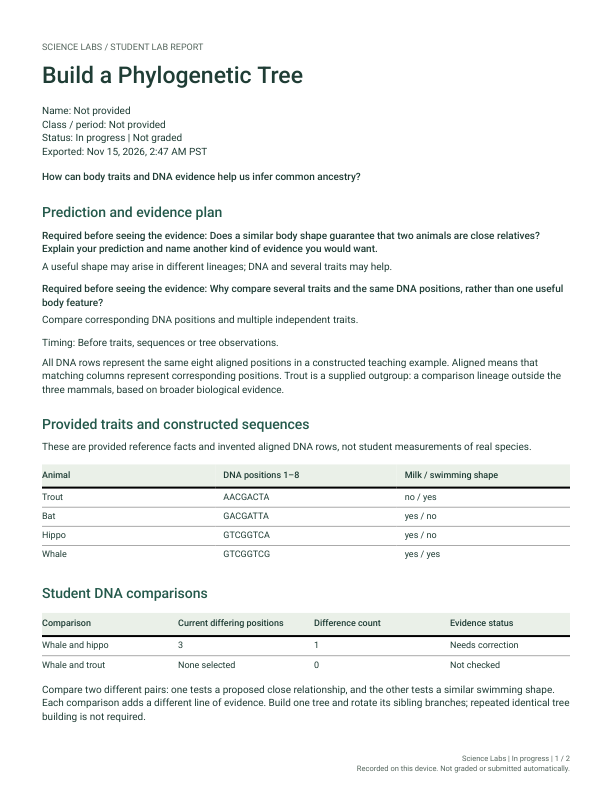 SCIENCE LABS / STUDENT LAB REPORT
Build a Phylogenetic Tree
Name: Not provided
Class / period: Not provided
Status: In progress | Not graded
Exported: Nov 15, 2026, 2:47 AM PST
How can body traits and DNA evidence help us infer common ancestry?
Prediction and evidence plan
Required before seeing the evidence: Does a similar body shape guarantee that two animals are close relatives?
Explain your prediction and name another kind of evidence you would want.
A useful shape may arise in different lineages; DNA and several traits may help.
Required before seeing the evidence: Why compare several traits and the same DNA positions, rather than one useful
body feature?
Compare corresponding DNA positions and multiple independent traits.
Timing: Before traits, sequences or tree observations.
All DNA rows represent the same eight aligned positions in a constructed teaching example. Aligned means that
matching columns represent corresponding positions. Trout is a supplied outgroup: a comparison lineage outside the
three mammals, based on broader biological evidence.
Provided traits and constructed sequences
These are provided reference facts and invented aligned DNA rows, not student measurements of real species.
Animal DNA positions 1–8 Milk / swimming shape
Trout AACGACTA no / yes
Bat GACGATTA yes / no
Hippo GTCGGTCA yes / no
Whale GTCGGTCG yes / yes
Student DNA comparisons
Comparison Current differing positions Difference count Evidence status
Whale and hippo 3 1 Needs correction
Whale and trout None selected 0 Not checked
Compare two different pairs: one tests a proposed close relationship, and the other tests a similar swimming shape.
Each comparison adds a different line of evidence. Build one tree and rotate its sibling branches; repeated identical tree
building is not required.
Science Labs | In progress | 1 / 2
Recorded on this device. Not graded or submitted automatically.